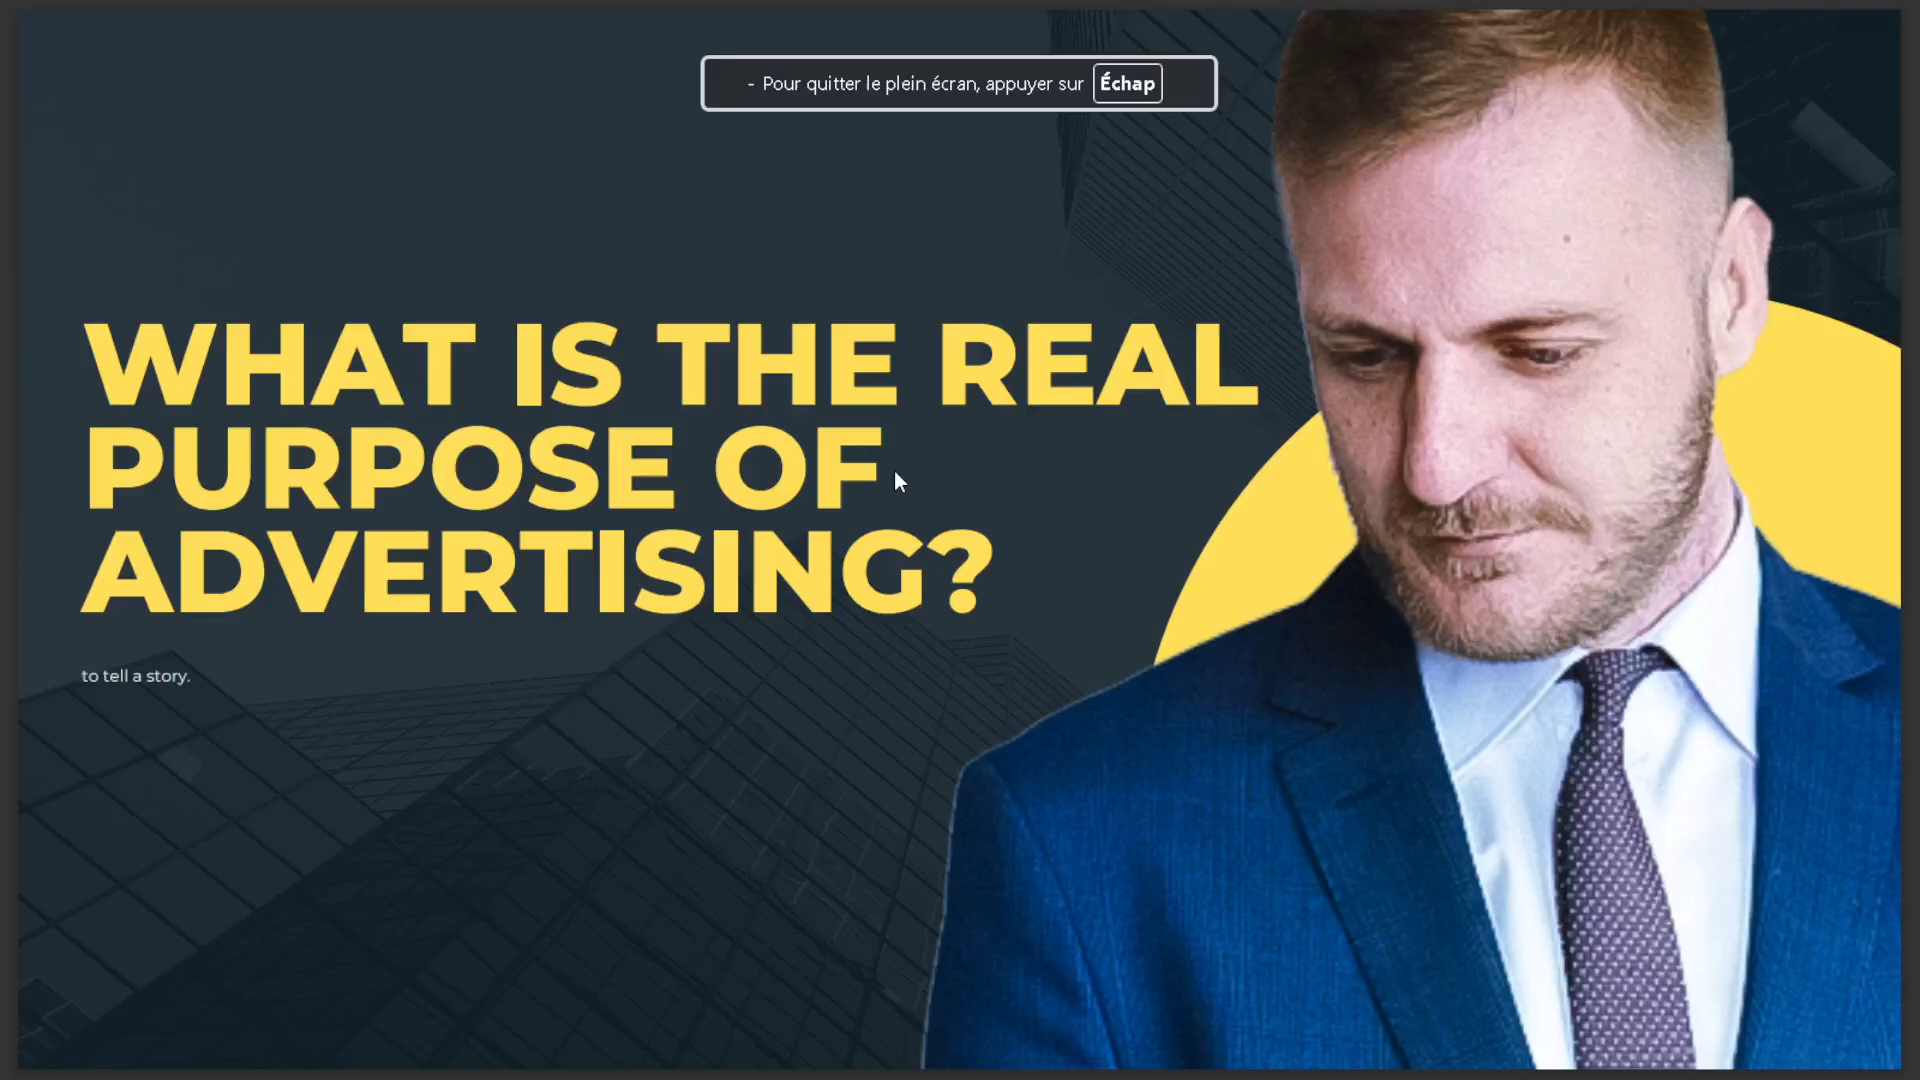 - Pour quitter le plein écran, appuyer sur Échap
WHAT IS THE REAL
PURPOSE OF
ADVERTISING?
to tell a story.